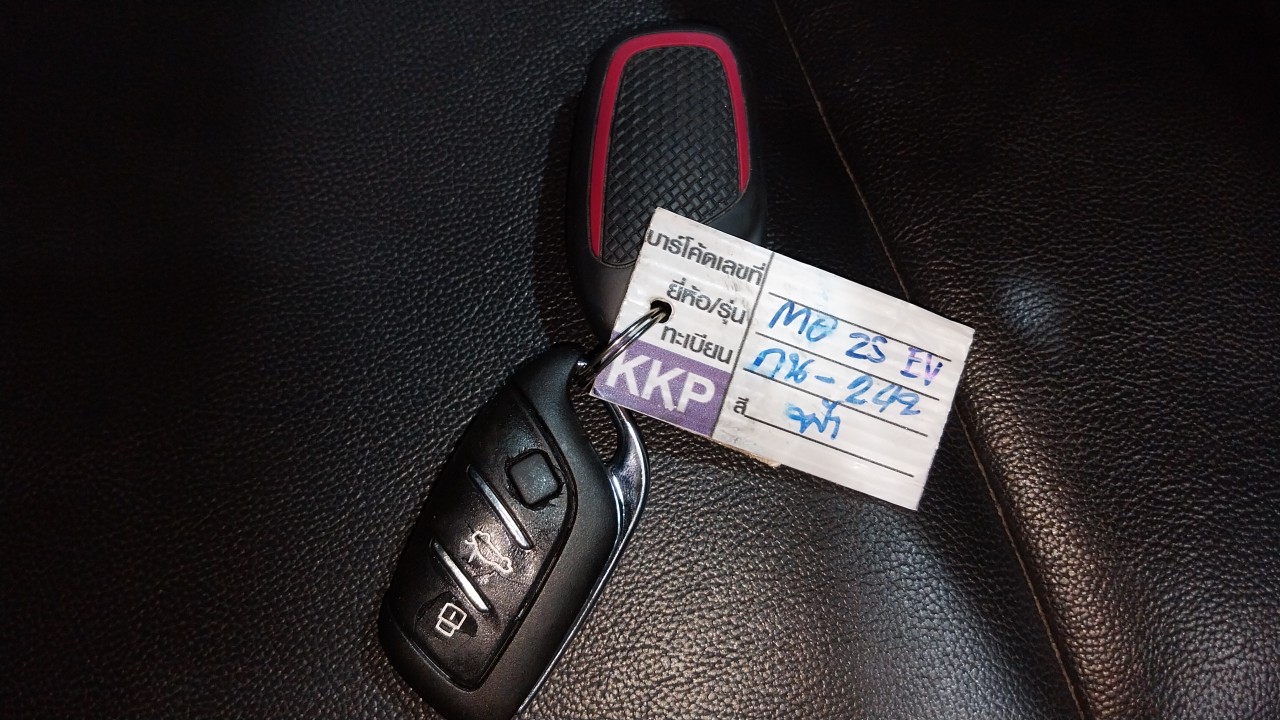 บาร์โค้ดเลขที่
ยี่ห้อ/รุ่น MG ZS EV
ทะเบียน กน-242
สี ฟ้า
KKP